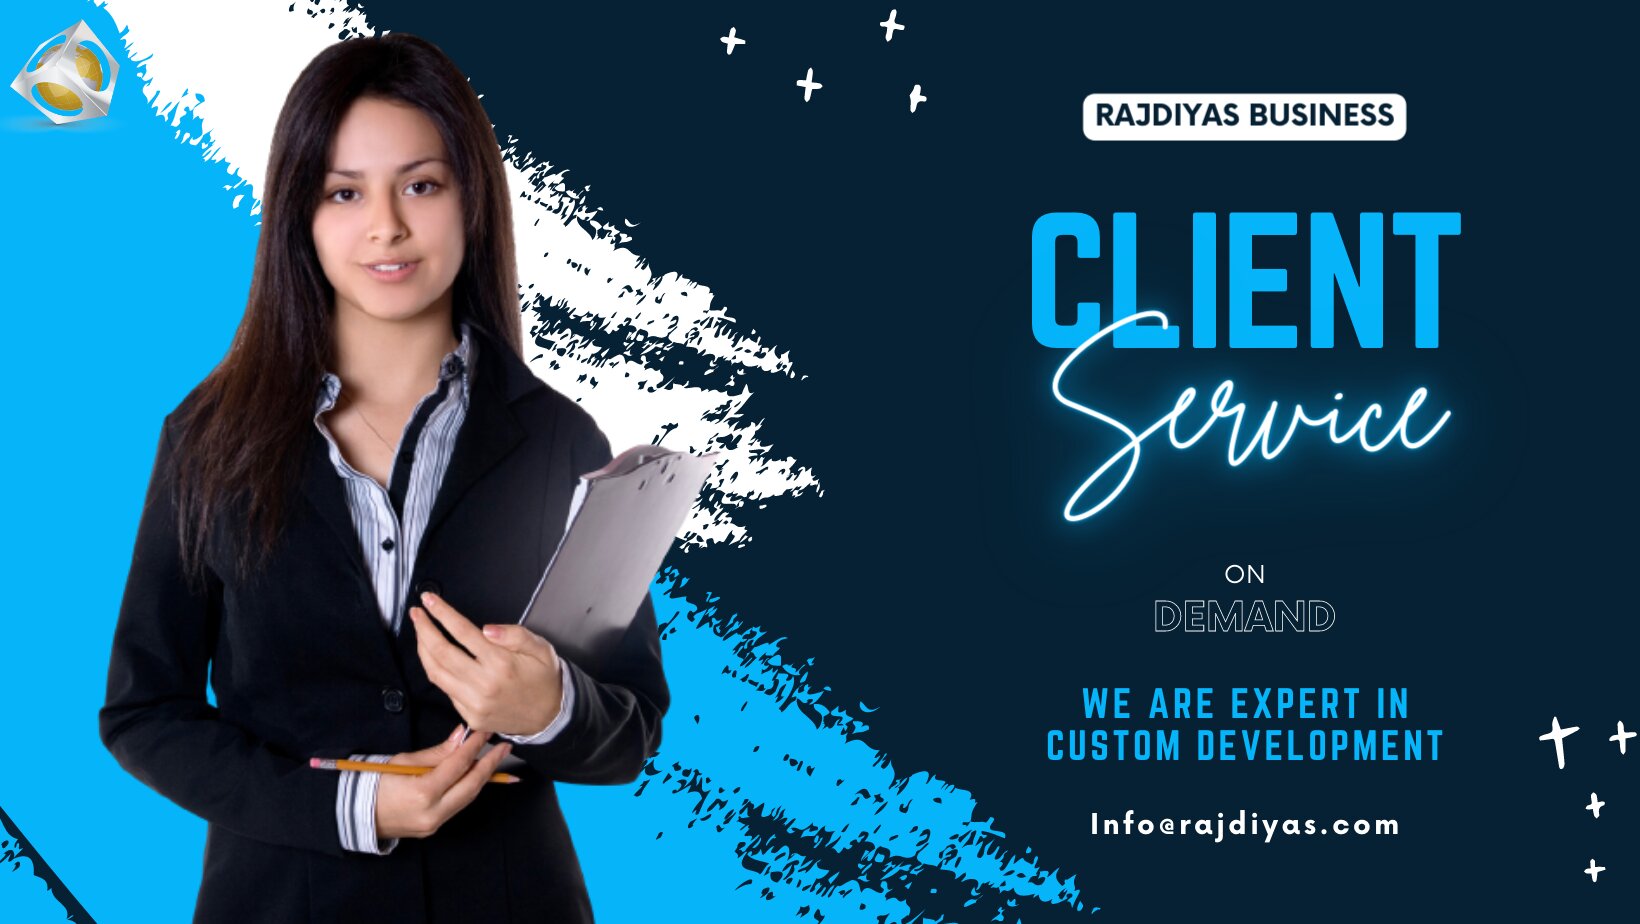 RAJDIYAS BUSINESS
CLIENT
Service
ON
DEMAND
WE ARE EXPERT IN
CUSTOM DEVELOPMENT
Info@rajdiyas.com